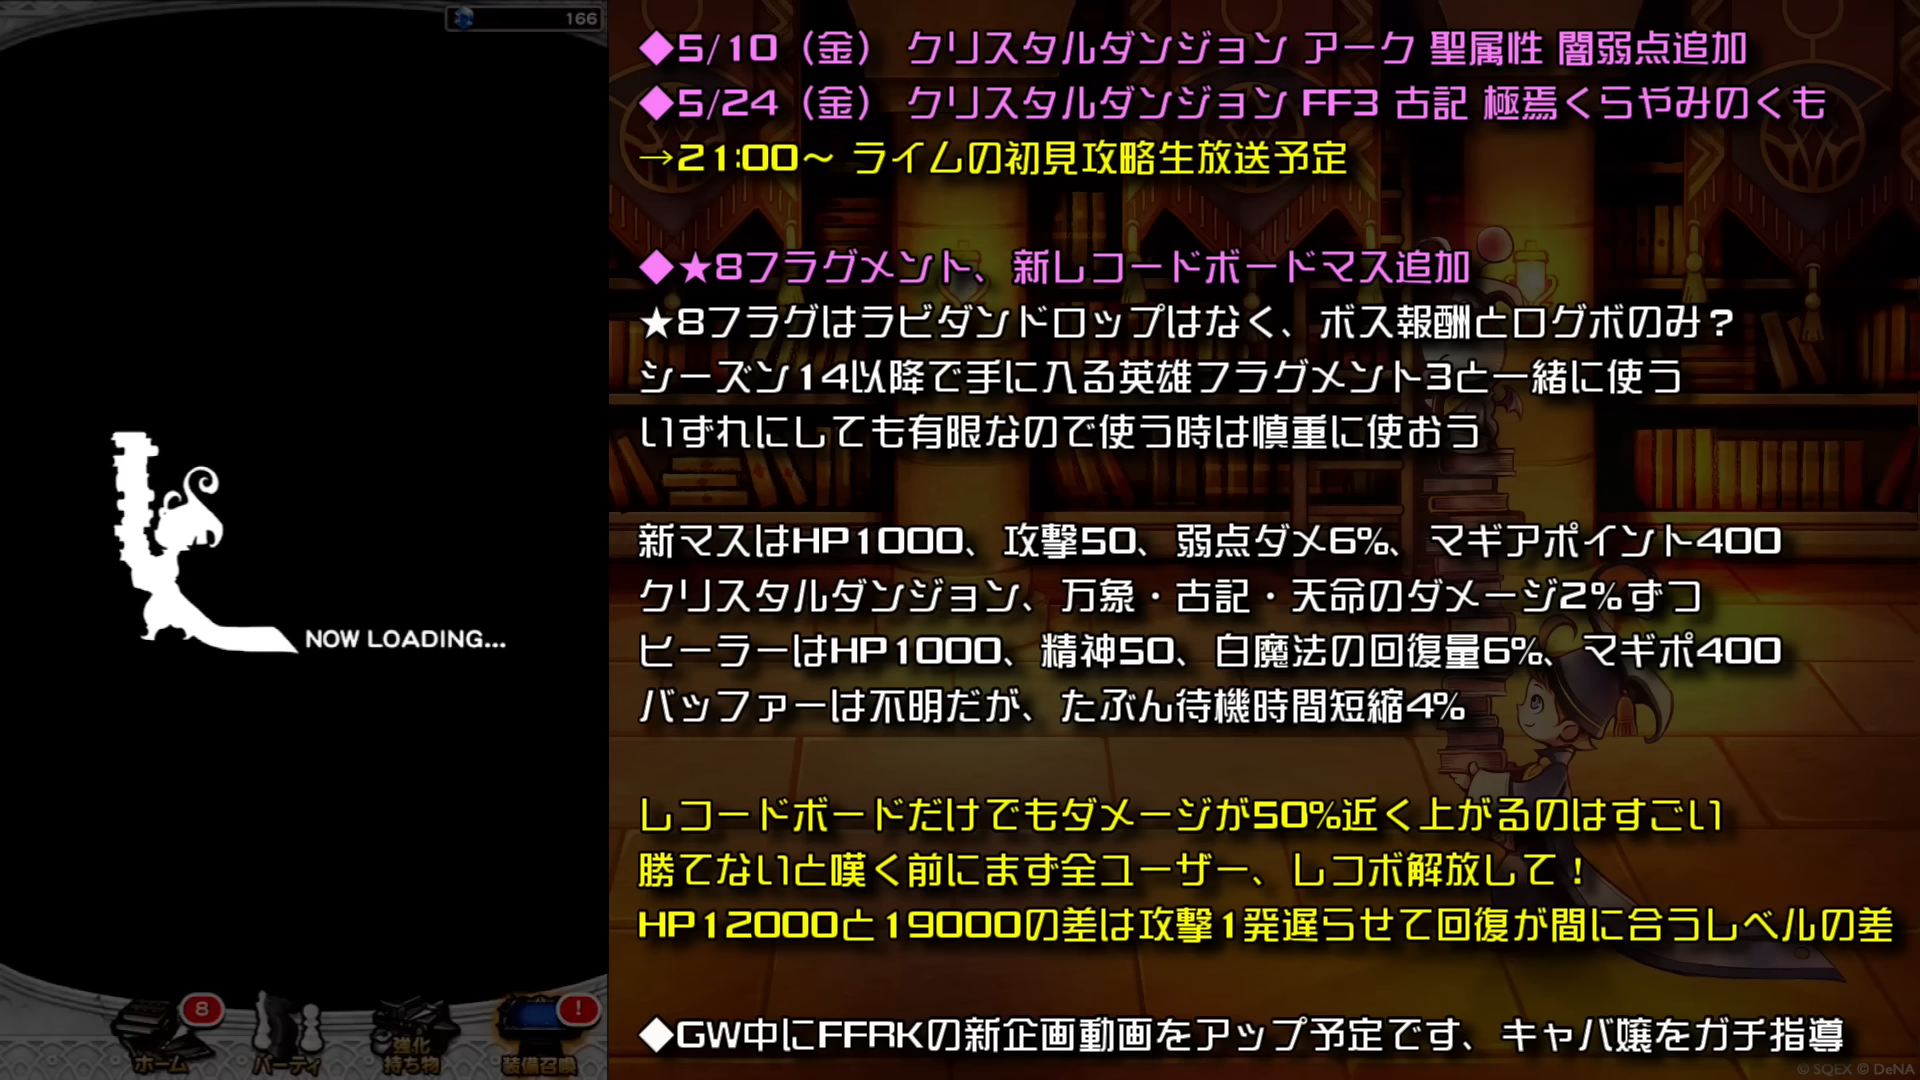 166
◆5/10（金） クリスタルダンジョン アーク 聖属性 闇弱点追加
◆5/24（金） クリスタルダンジョン FF3 古記 極焉くらやみのくも
→21:00～ ライムの初見攻略生放送予定
◆★8フラグメント、新レコードボードマス追加
★8フラグはラビダンドロップはなく、ボス報酬とログボのみ？
シーズン14以降で手に入る英雄フラグメント3と一緒に使う
いずれにしても有限なので使う時は慎重に使おう
新マスはHP1000、攻撃50、弱点ダメ6%、マギアポイント400
クリスタルダンジョン、万象・古記・天命のダメージ2%ずつ
ヒーラーはHP1000、精神50、白魔法の回復量6%、マギポ400
バッファーは不明だが、たぶん待機時間短縮4%
NOW LOADING...
レコードボードだけでもダメージが50%近く上がるのはすごい
勝てないと嘆く前にまず全ユーザー、レコボ解放して！
HP12000と19000の差は攻撃1発遅らせて回復が間に合うレベルの差
◆GW中にFFRKの新企画動画をアップ予定です、キャバ嬢をガチ指導
8
!
ホーム
パーティ
強化
持ち物
装備召喚
© SQEX © DeNA